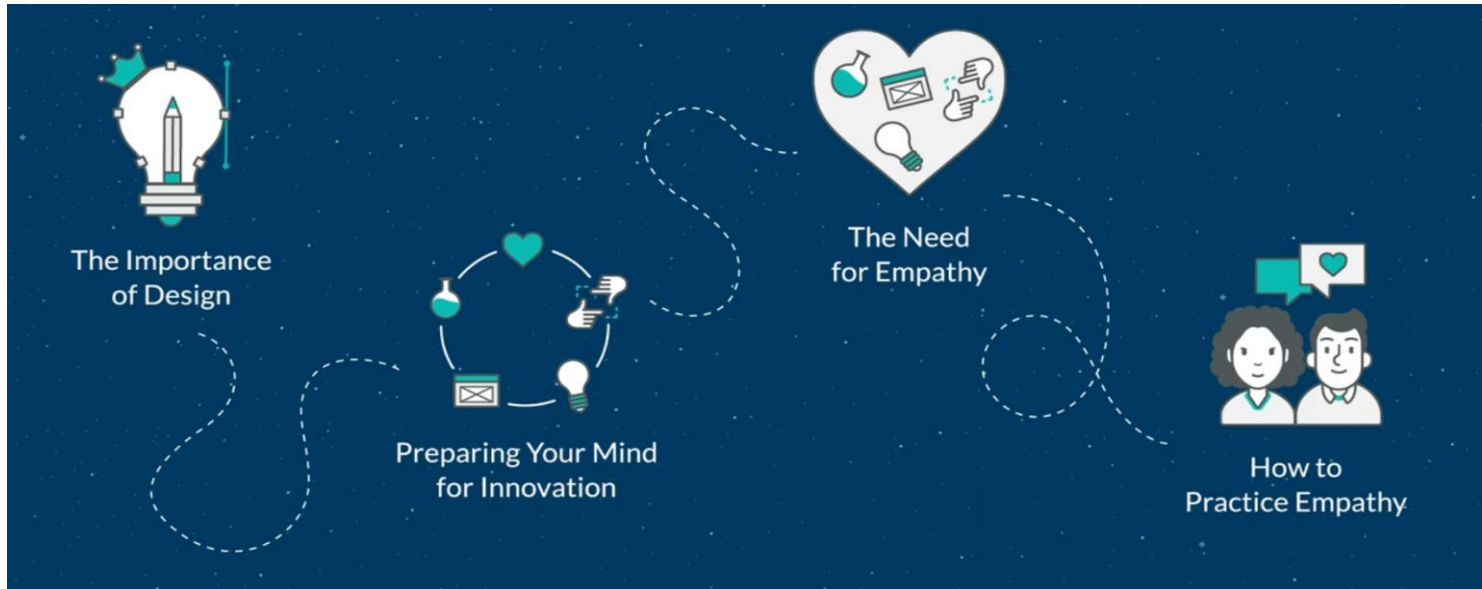 The Importance
of Design
Preparing Your Mind
for Innovation
The Need
for Empathy
How to
Practice Empathy